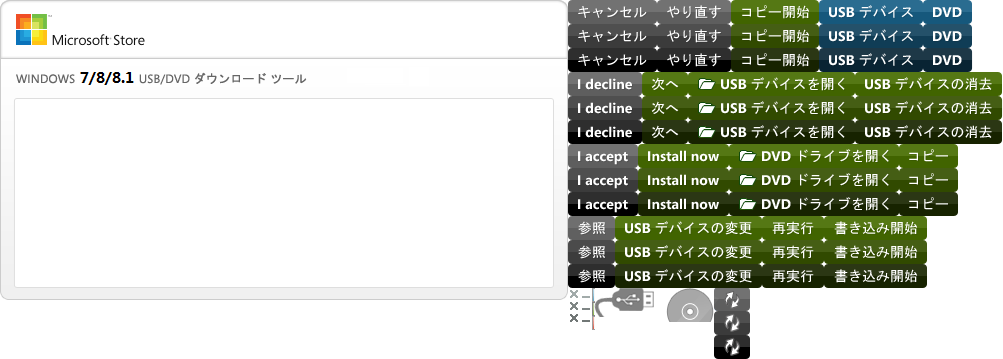 Microsoft Store
WINDOWS 7/8/8.1 USB/DVD ダウンロード ツール
キャンセル やり直す コピー開始 USB デバイス DVD
キャンセル やり直す コピー開始 USB デバイス DVD
キャンセル やり直す コピー開始 USB デバイス DVD
I decline 次へ USB デバイスを開く USB デバイスの消去
I decline 次へ USB デバイスを開く USB デバイスの消去
I decline 次へ USB デバイスを開く USB デバイスの消去
I accept Install now DVD ドライブを開く コピー
I accept Install now DVD ドライブを開く コピー
I accept Install now DVD ドライブを開く コピー
参照 USB デバイスの変更 再実行 書き込み開始
参照 USB デバイスの変更 再実行 書き込み開始
参照 USB デバイスの変更 再実行 書き込み開始